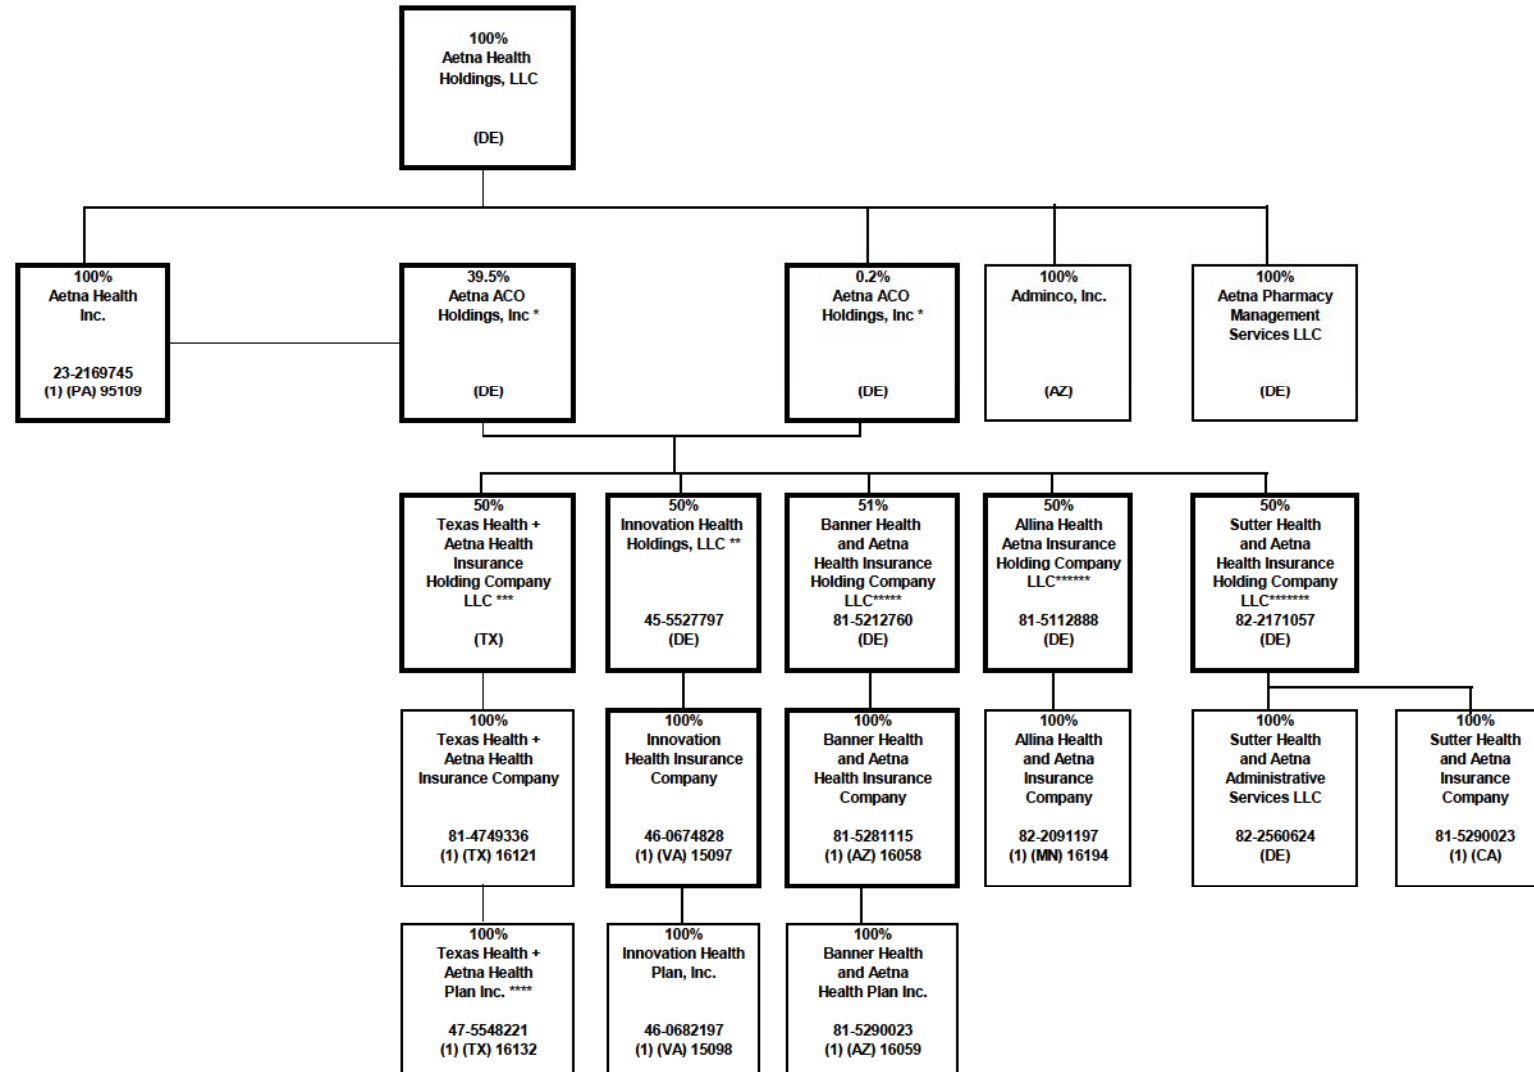 100%
Aetna Health
Holdings, LLC
(DE)
100%
Aetna Health
Inc.
23-2169745
(1) (PA) 95109
39.5%
Aetna ACO
Holdings, Inc *
(DE)
0.2%
Aetna ACO
Holdings, Inc *
(DE)
100%
Adminco, Inc.
(AZ)
100%
Aetna Pharmacy
Management
Services LLC
(DE)
50%
Texas Health +
Aetna Health
Insurance
Holding Company
LLC ***
(TX)
50%
Innovation Health
Holdings, LLC **
45-5527797
(DE)
51%
Banner Health
and Aetna
Health Insurance
Holding Company
LLC*****
81-5212760
(DE)
50%
Allina Health
Aetna Insurance
Holding Company
LLC******
81-5112888
(DE)
50%
Sutter Health
and Aetna
Health Insurance
Holding Company
LLC*******
82-2171057
(DE)
100%
Texas Health +
Aetna Health
Insurance Company
81-4749336
(1) (TX) 16121
100%
Innovation
Health Insurance
Company
46-0674828
(1) (VA) 15097
100%
Banner Health
and Aetna
Health Insurance
Company
81-5281115
(1) (AZ) 16058
100%
Allina Health
and Aetna
Insurance
Company
82-2091197
(1) (MN) 16194
100%
Sutter Health
and Aetna
Administrative
Services LLC
82-2560624
(DE)
100%
Sutter Health
and Aetna
Insurance
Company
81-5290023
(1) (CA)
100%
Texas Health +
Aetna Health
Plan Inc. ****
47-5548221
(1) (TX) 16132
100%
Innovation Health
Plan, Inc.
46-0682197
(1) (VA) 15098
100%
Banner Health
and Aetna
Health Plan Inc.
81-5290023
(1) (AZ) 16059